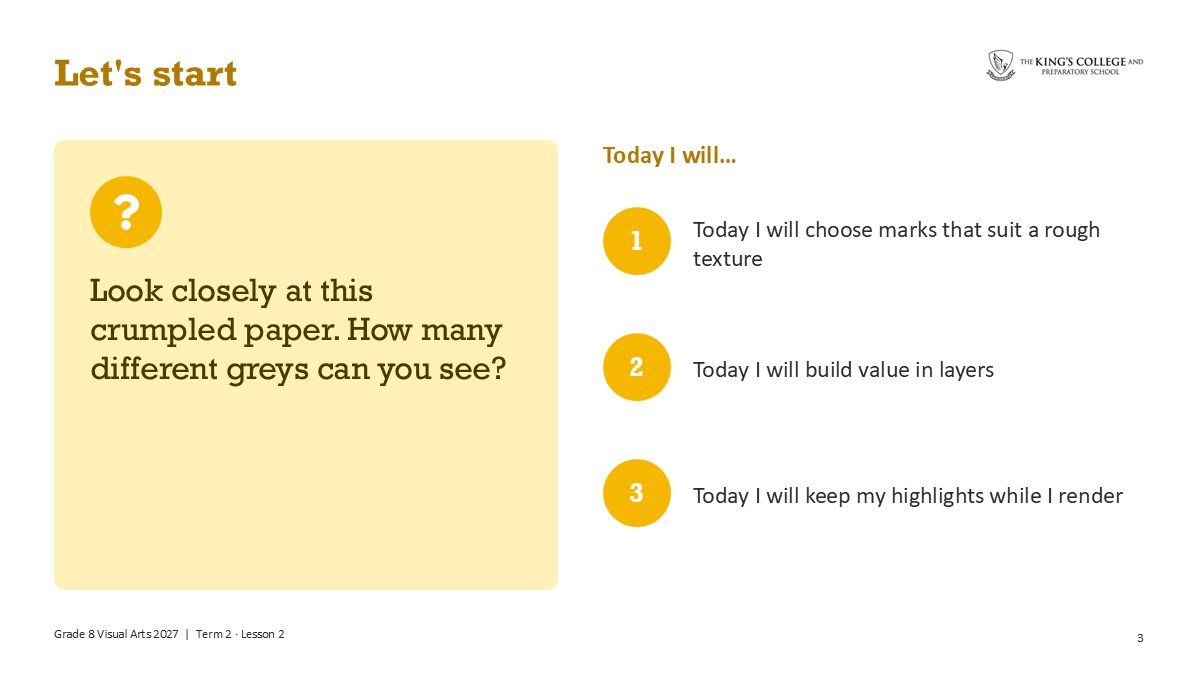 Let's start
THE KING'S COLLEGE AND
PREPARATORY SCHOOL
?
Look closely at this
crumpled paper. How many
different greys can you see?
Today I will...
1
Today I will choose marks that suit a rough
texture
2
Today I will build value in layers
3
Today I will keep my highlights while I render
Grade 8 Visual Arts 2027 | Term 2 · Lesson 2
3